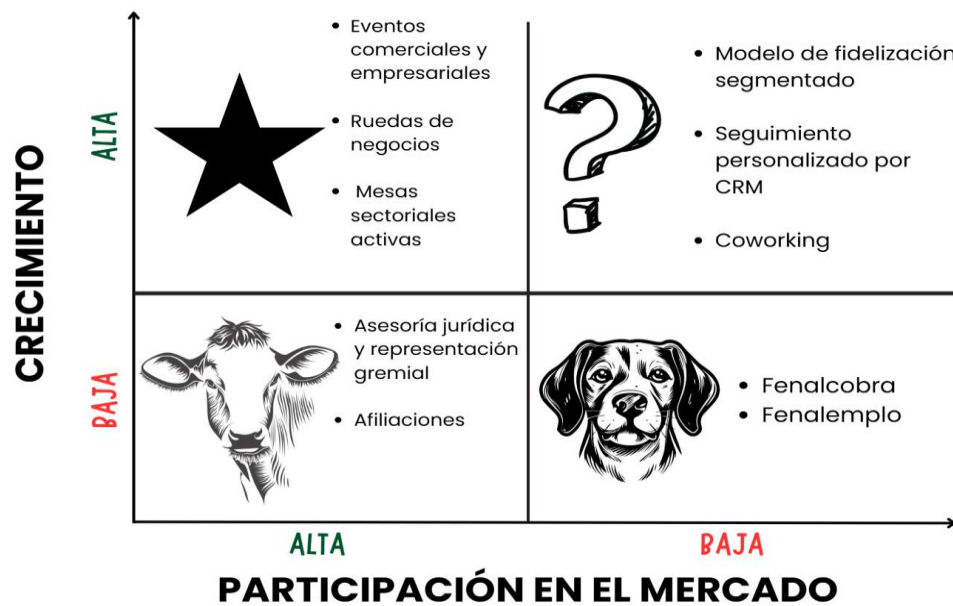 CRECIMIENTO
ALTA
• Eventos
comerciales y
empresariales
• Ruedas de
negocios
• Mesas
sectoriales
activas
• Modelo de fidelización
segmentado
• Seguimiento
personalizado por
CRM
• Coworking
BAJA
• Asesoría jurídica
y representación
gremial
• Afiliaciones
• Fenalcobra
• Fenalemplo
ALTA
BAJA
PARTICIPACIÓN EN EL MERCADO